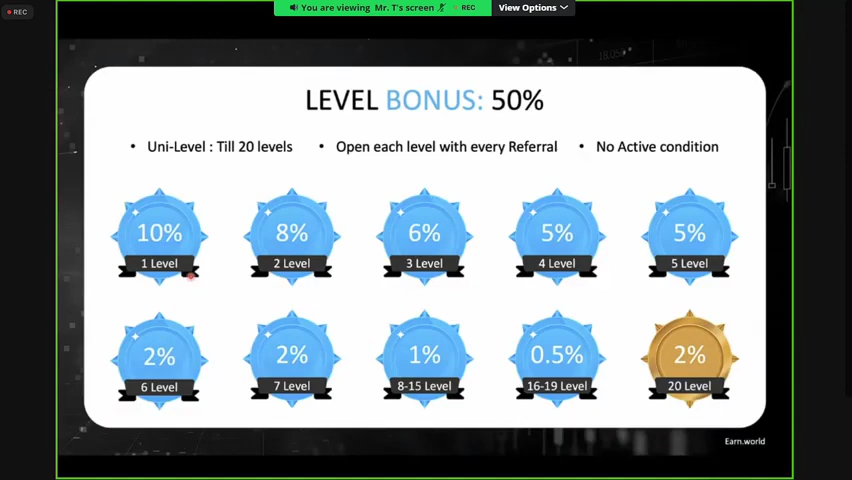 REC
You are viewing Mr. T's screen REC View Options
LEVEL BONUS: 50%
• Uni-Level : Till 20 levels • Open each level with every Referral • No Active condition
10% 8% 6% 5% 5%
1 Level 2 Level 3 Level 4 Level 5 Level
2% 2% 1% 0.5% 2%
6 Level 7 Level 8-15 Level 16-19 Level 20 Level
Earn.world